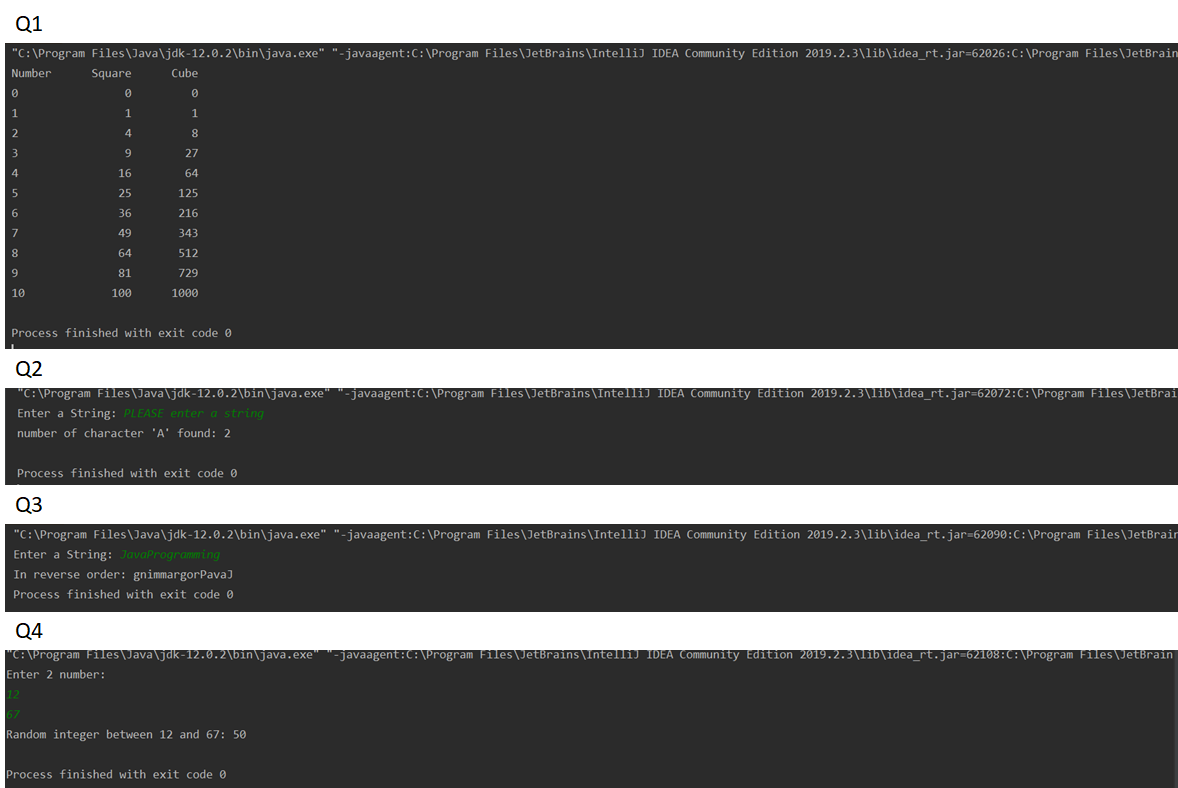 Q1
"C:\Program Files\Java\jdk-12.0.2\bin\java.exe" "-javaagent:C:\Program Files\JetBrains\IntelliJ IDEA Community Edition 2019.2.3\lib\idea_rt.jar=62026:C:\Program Files\JetBrain
Number Square Cube
0 0 0
1 1 1
2 4 8
3 9 27
4 16 64
5 25 125
6 36 216
7 49 343
8 64 512
9 81 729
10 100 1000
Process finished with exit code 0
Q2
"C:\Program Files\Java\jdk-12.0.2\bin\java.exe" "-javaagent:C:\Program Files\JetBrains\IntelliJ IDEA Community Edition 2019.2.3\lib\idea_rt.jar=62072:C:\Program Files\JetBrai
Enter a String: PLEASE enter a string
number of character 'A' found: 2
Process finished with exit code 0
Q3
"C:\Program Files\Java\jdk-12.0.2\bin\java.exe" "-javaagent:C:\Program Files\JetBrains\IntelliJ IDEA Community Edition 2019.2.3\lib\idea_rt.jar=62090:C:\Program Files\JetBrain
Enter a String: JavaProgramming
In reverse order: gnimmargorPavaJ
Process finished with exit code 0
Q4
"C:\Program Files\Java\jdk-12.0.2\bin\java.exe" "-javaagent:C:\Program Files\JetBrains\IntelliJ IDEA Community Edition 2019.2.3\lib\idea_rt.jar=62108:C:\Program Files\JetBrain
Enter 2 number:
12
67
Random integer between 12 and 67: 50
Process finished with exit code 0